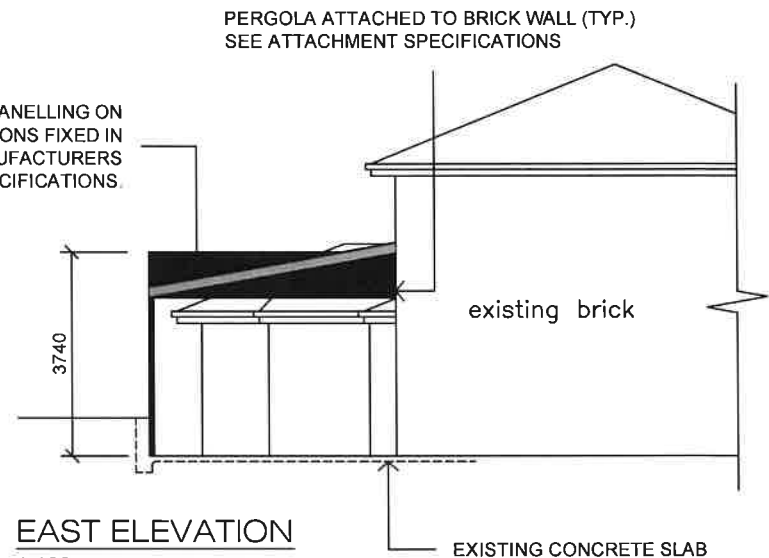 PERGOLA ATTACHED TO BRICK WALL (TYP.)
SEE ATTACHMENT SPECIFICATIONS
ANELLING ON
ONS FIXED IN
UFACTURERS
CIFICATIONS.
existing brick
3740
EAST ELEVATION
EXISTING CONCRETE SLAB